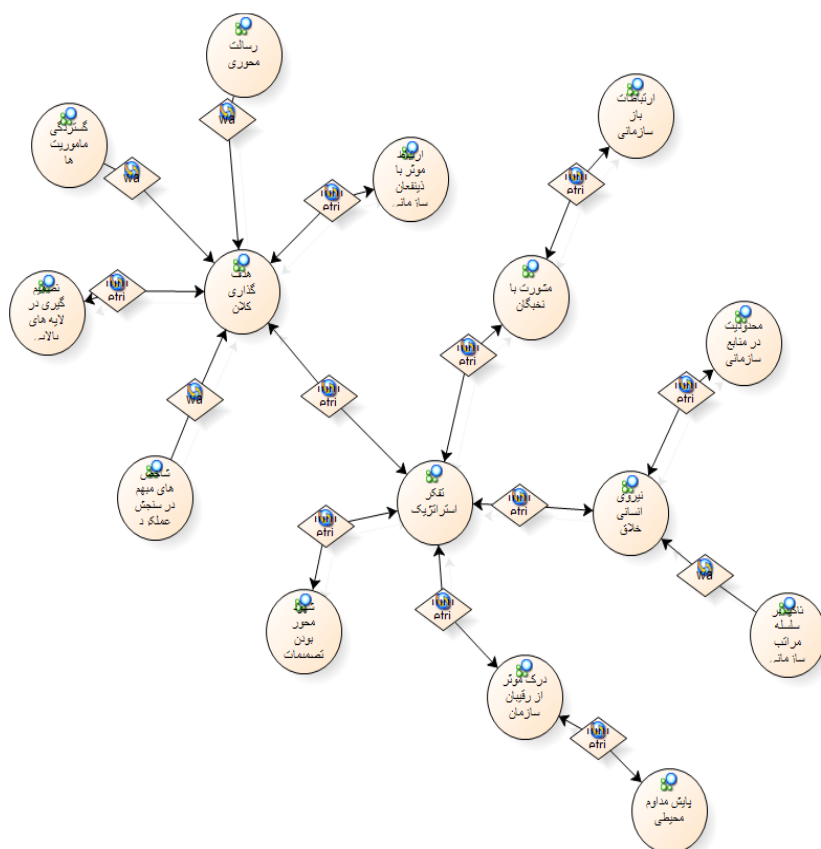 رسالت
محوری
گستردگی
ماموریت
ها
موثر با
ذینفعان
ارتباطات
باز
سازمانی
هدف
گذاری
کلان
گیری در
لایه های
مشورت با
نخبگان
محدودیت
در منابع
سازمانی
های مبهم
در سنجش
تفکر
استراتژیک
نیروی
انسانی
خلاق
محور
بودن
تصمیمات
سلسله
مراتب
درک موثر
از رقیبان
سازمان
پایش مداوم
محیطی
wa
wa
wa
wa
etri
etri
etri
etri
etri
etri
etri
etri
etri
etri